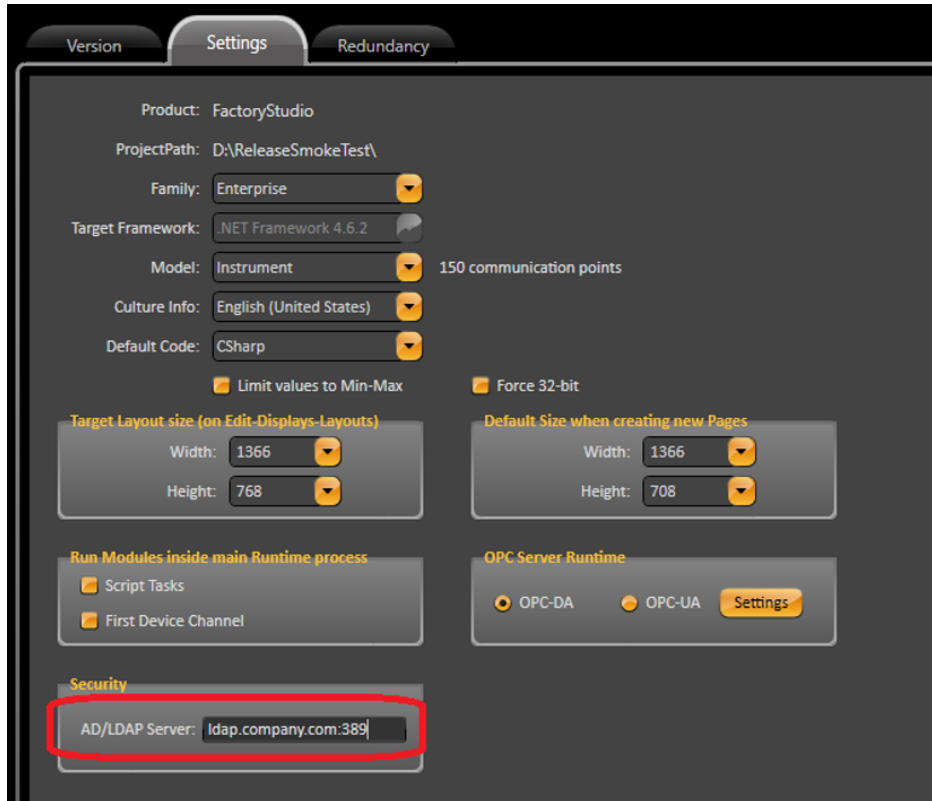 Version Settings Redundancy
Product: FactoryStudio
ProjectPath: D:\ReleaseSmokeTest\
Family: Enterprise
Target Framework: .NET Framework 4.6.2
Model: Instrument 150 communication points
Culture Info: English (United States)
Default Code: CSharp
Limit values to Min-Max Force 32-bit
Target Layout size (on Edit-Displays-Layouts)
Width: 1366
Height: 768
Default Size when creating new Pages
Width: 1366
Height: 708
Run Modules inside main Runtime process
Script Tasks
First Device Channel
OPC Server Runtime
OPC-DA OPC-UA Settings
Security
AD/LDAP Server: ldap.company.com:389